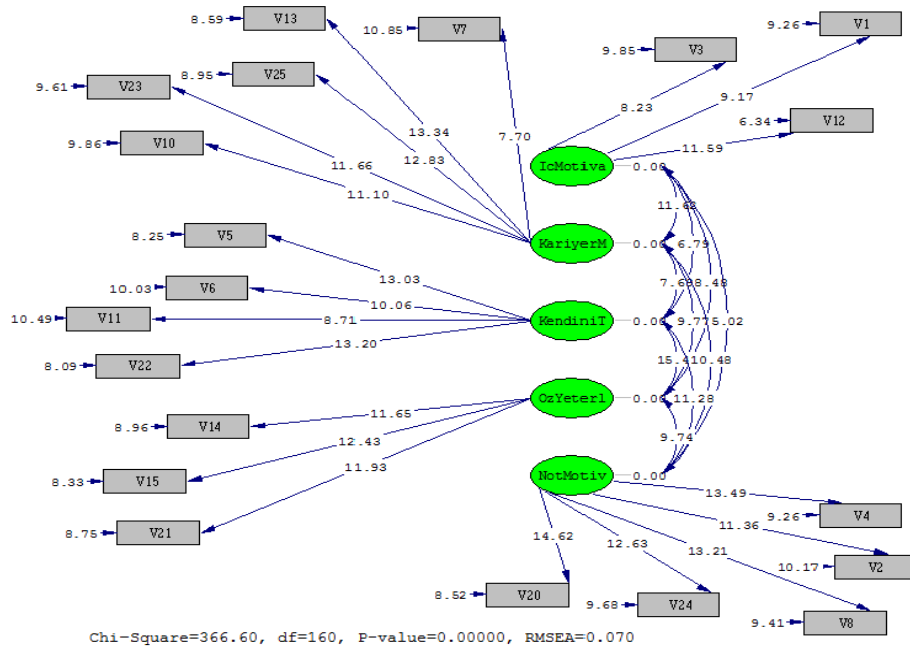 8.59 V13
10.85 V7
9.26 V1
9.85 V3
9.61 V23
8.95 V25
6.34 V12
9.86 V10
8.23
9.17
13.34
7.70
12.83
11.59
11.66
11.10
IcMotiva 0.00
11.62
8.25 V5
KariyerM 0.00
6.79
13.03
10.03 V6
7.69 8.48
10.06
10.49 V11
8.71
KendiniT 0.00
9.77 5.02
13.20
8.09 V22
15.41 10.48
11.65
8.96 V14
OzYeterl 0.00
11.28
12.43
9.74
11.93
8.33 V15
NotMotiv 0.00
8.75 V21
13.49
9.26 V4
11.36
14.62
12.63
13.21
10.17 V2
8.52 V20
9.68 V24
9.41 V8
Chi-Square=366.60, df=160, P-value=0.00000, RMSEA=0.070